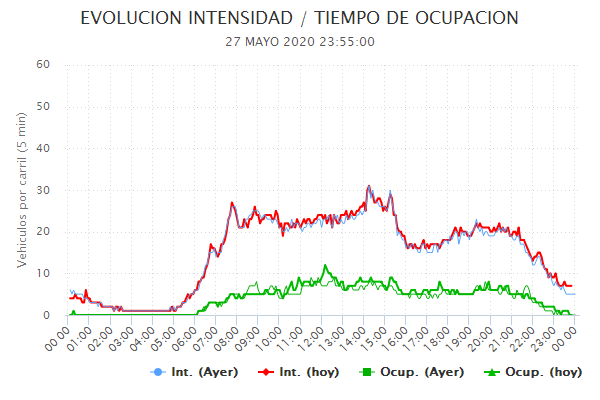 EVOLUCION INTENSIDAD / TIEMPO DE OCUPACION
27 MAYO 2020 23:55:00
Vehiculos por carril (5 min)
60
50
40
30
20
10
0
00:00 01:00 02:00 03:00 04:00 05:00 06:00 07:00 08:00 09:00 10:00 11:00 12:00 13:00 14:00 15:00 16:00 17:00 18:00 19:00 20:00 21:00 22:00 23:00 00:00
Int. (Ayer) Int. (hoy) Ocup. (Ayer) Ocup. (hoy)